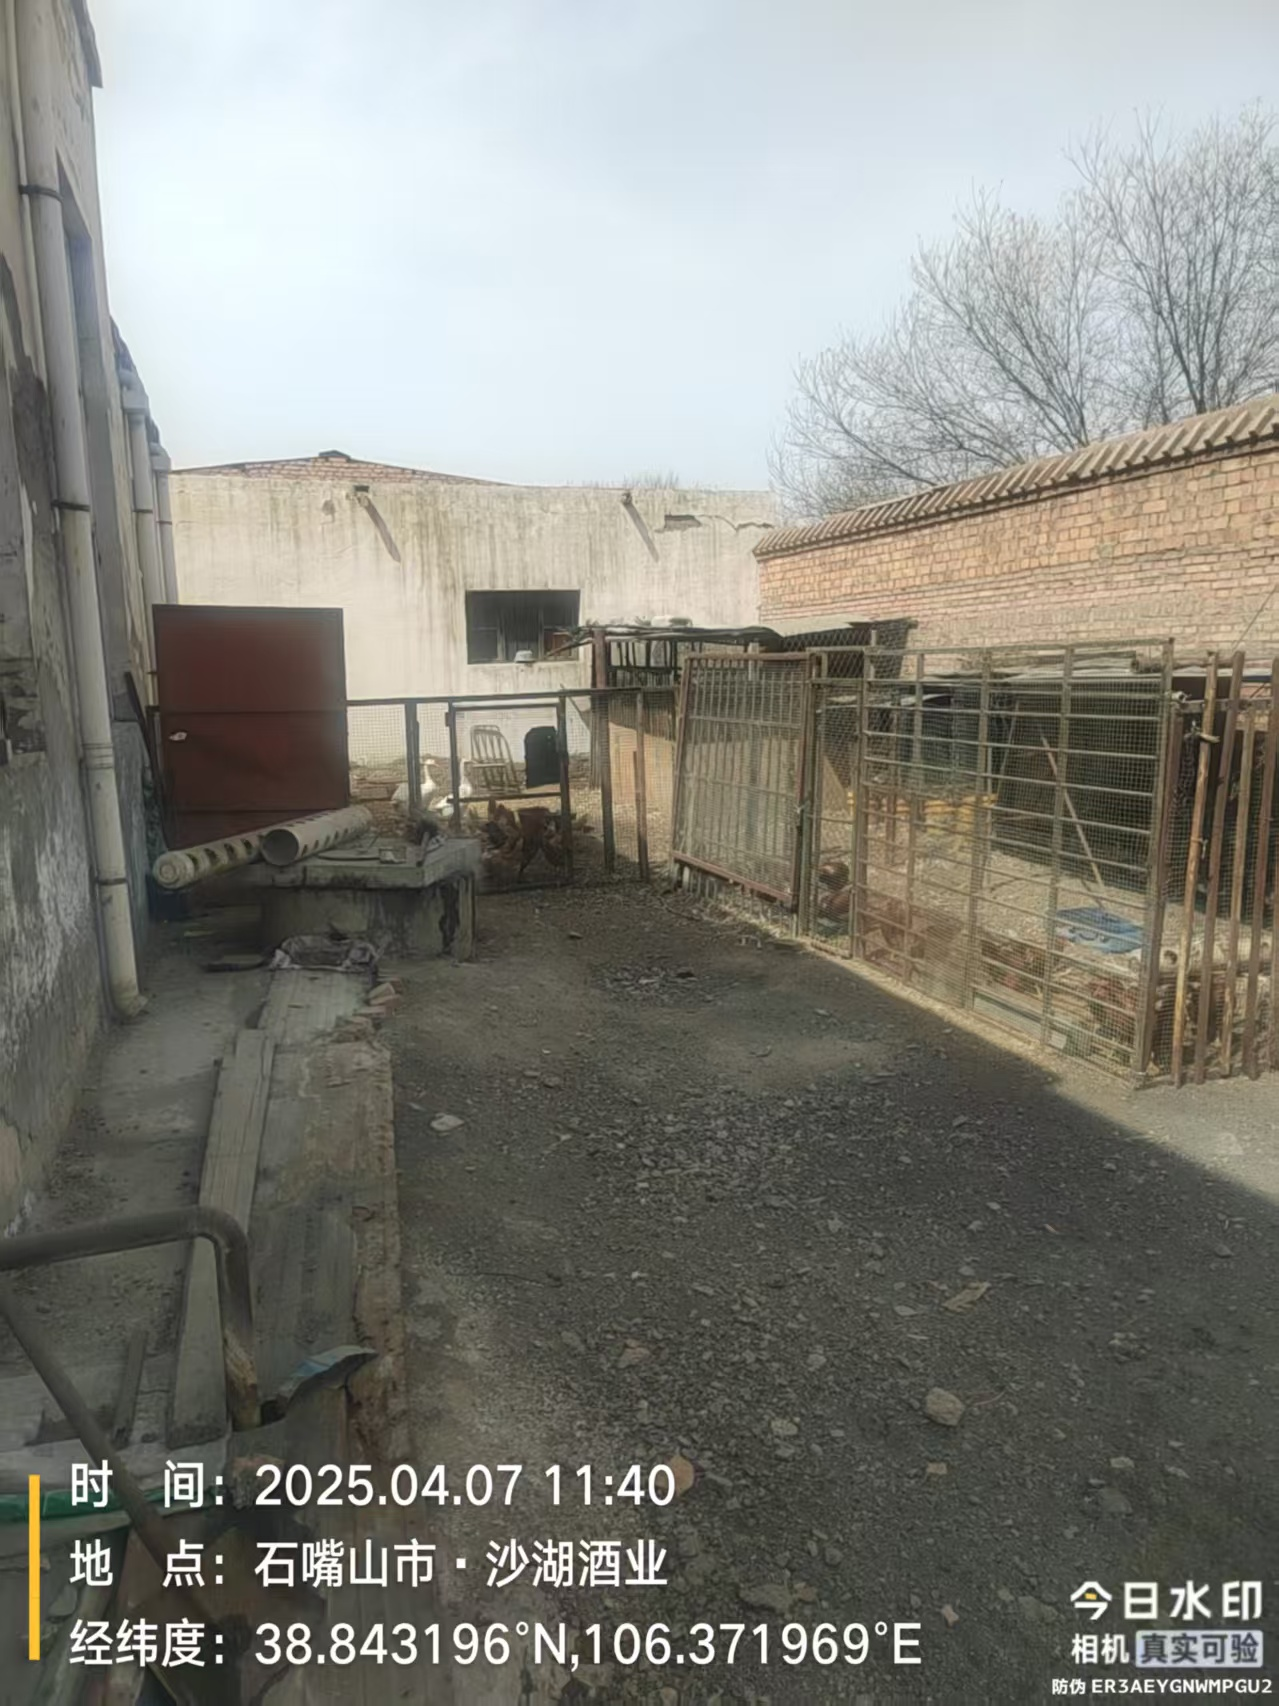 时 间：2025.04.07 11:40
地 点：石嘴山市·沙湖酒业
经纬度：38.843196°N,106.371969°E
今日水印
相机 真实可验
防伪 ER3AEYGNWMPGU2